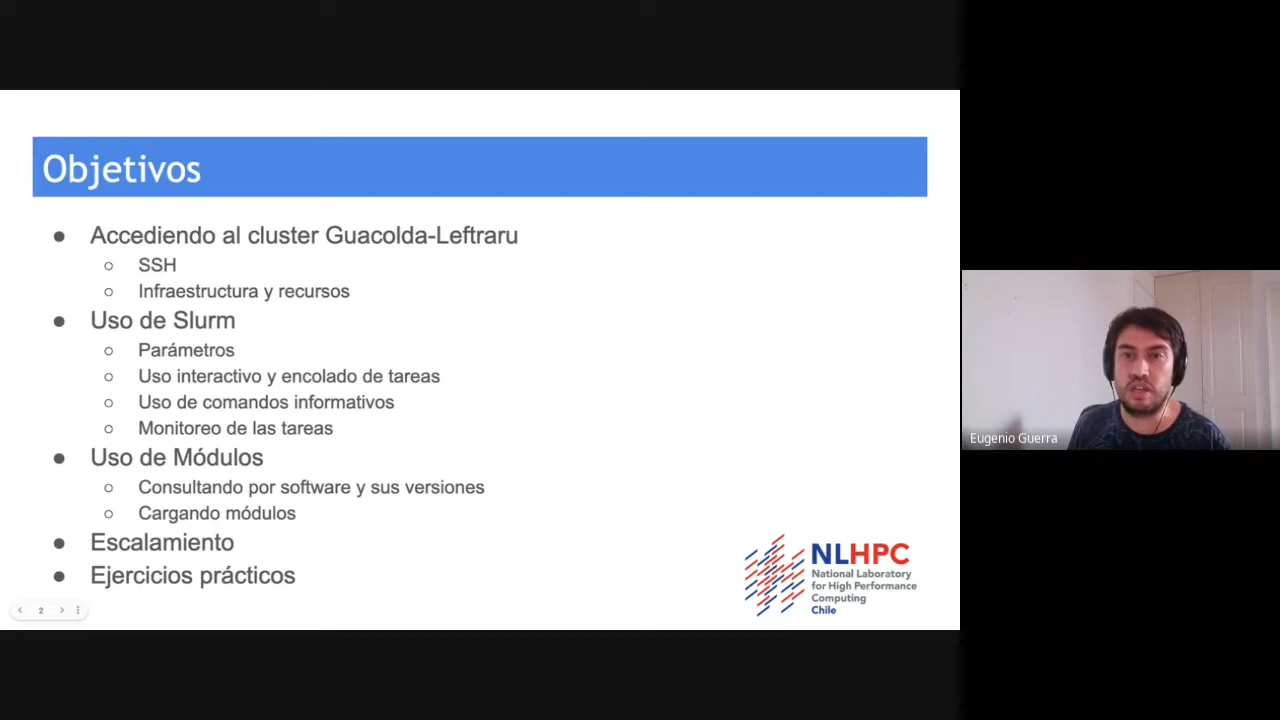 Objetivos
● Accediendo al cluster Guacolda-Leftraru
○ SSH
○ Infraestructura y recursos
● Uso de Slurm
○ Parámetros
○ Uso interactivo y encolado de tareas
○ Uso de comandos informativos
○ Monitoreo de las tareas
● Uso de Módulos
○ Consultando por software y sus versiones
○ Cargando módulos
● Escalamiento
● Ejercicios prácticos
NLHPC
National Laboratory
for High Performance
Computing
Chile
2
Eugenio Guerra